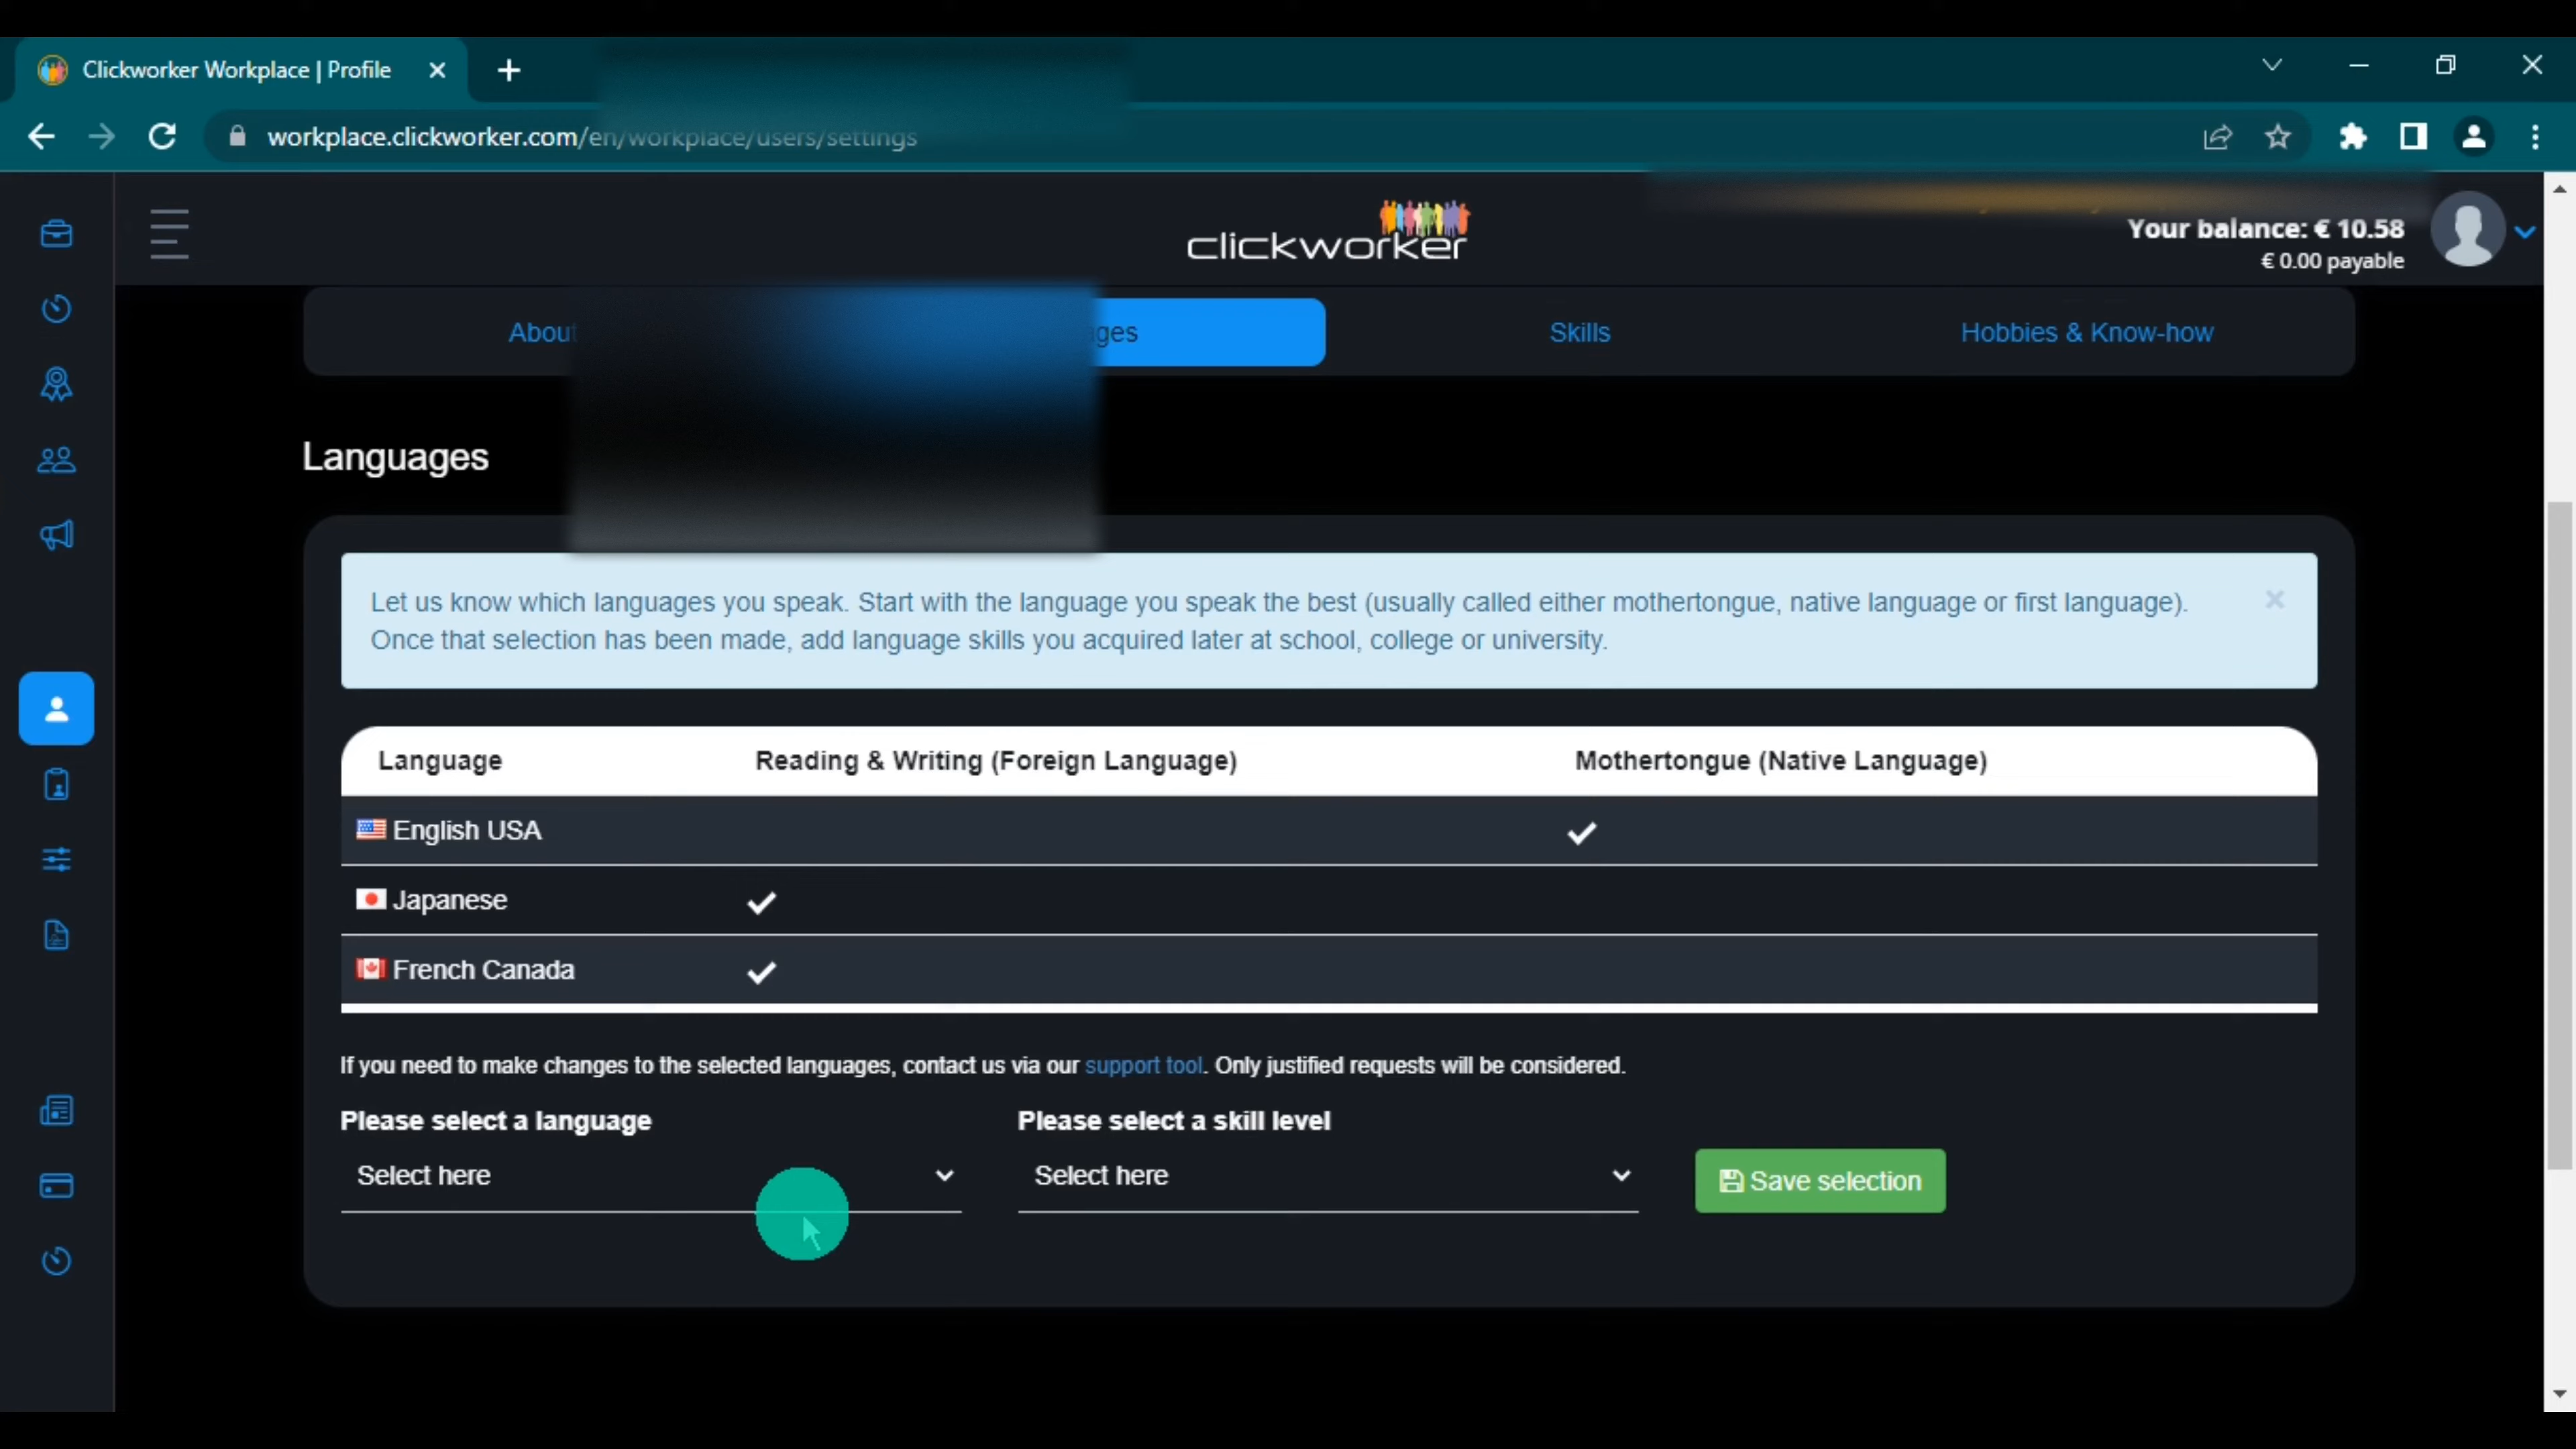 Clickworker Workplace | Profile
workplace.clickworker.com/en/workplace/users/settings
clickworker
Your balance: € 10.58
€ 0.00 payable
About
Skills
Hobbies & Know-how
Languages
Let us know which languages you speak. Start with the language you speak the best (usually called either mothertongue, native language or first language).
Once that selection has been made, add language skills you acquired later at school, college or university.
Language Reading & Writing (Foreign Language) Mothertongue (Native Language)
English USA
Japanese
French Canada
If you need to make changes to the selected languages, contact us via our support tool. Only justified requests will be considered.
Please select a language Please select a skill level
Select here Select here Save selection